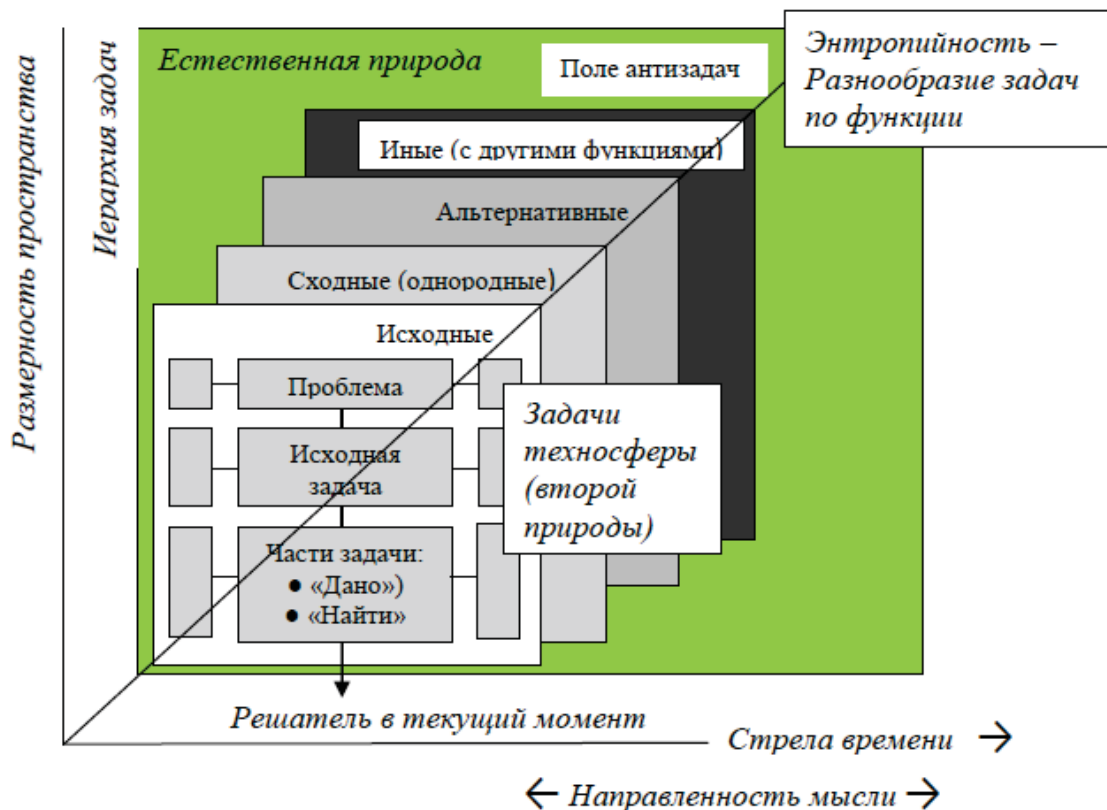 Размерность пространства
Иерархия задач
Естественная природа
Поле антизадач
Энтропийность –
Разнообразие задач
по функции
Иные (с другими функциями)
Альтернативные
Сходные (однородные)
Исходные
Проблема
Исходная
задача
Части задачи:
● «Дано»)
● «Найти»
Задачи
техносферы
(второй
природы)
Решатель в текущий момент
Стрела времени →
← Направленность мысли →